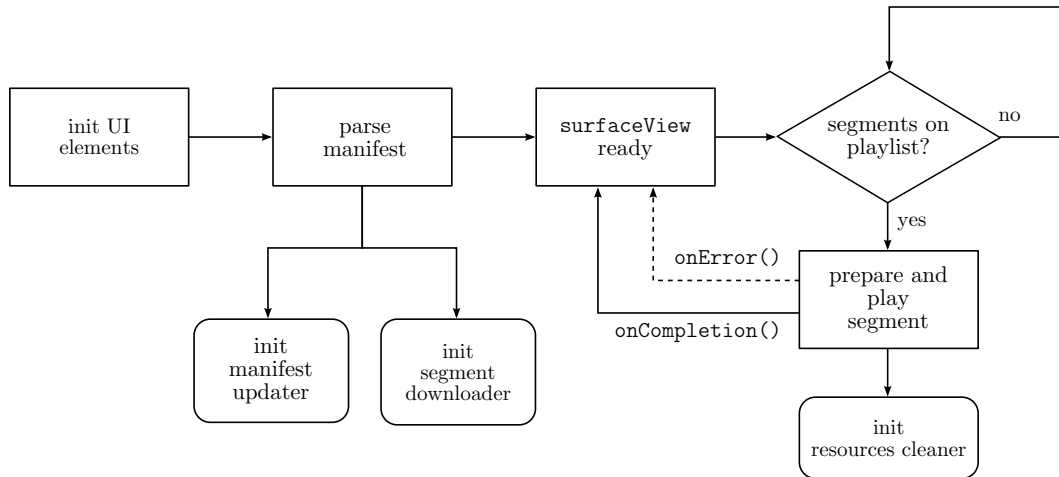 init UI
elements
parse
manifest
surfaceView
ready
segments on
playlist?
no
yes
onError()
prepare and
play
segment
onCompletion()
init
manifest
updater
init
segment
downloader
init
resources cleaner